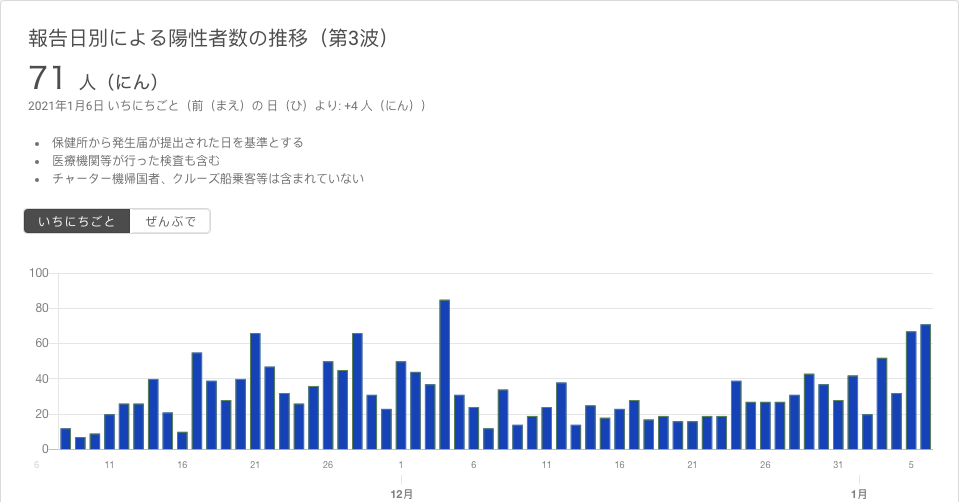 報告日別による陽性者数の推移（第3波）
71 人（にん）
2021年1月6日 いちにちごと（前（まえ）の 日（ひ）より: +4 人（にん））
保健所から発生届が提出された日を基準とする
医療機関等が行った検査も含む
チャーター機帰国者、クルーズ船乗客等は含まれていない
いちにちごと ぜんぶで
100
80
60
40
20
0
6 11 16 21 26 1 6 11 16 21 26 31 5
12月 1月